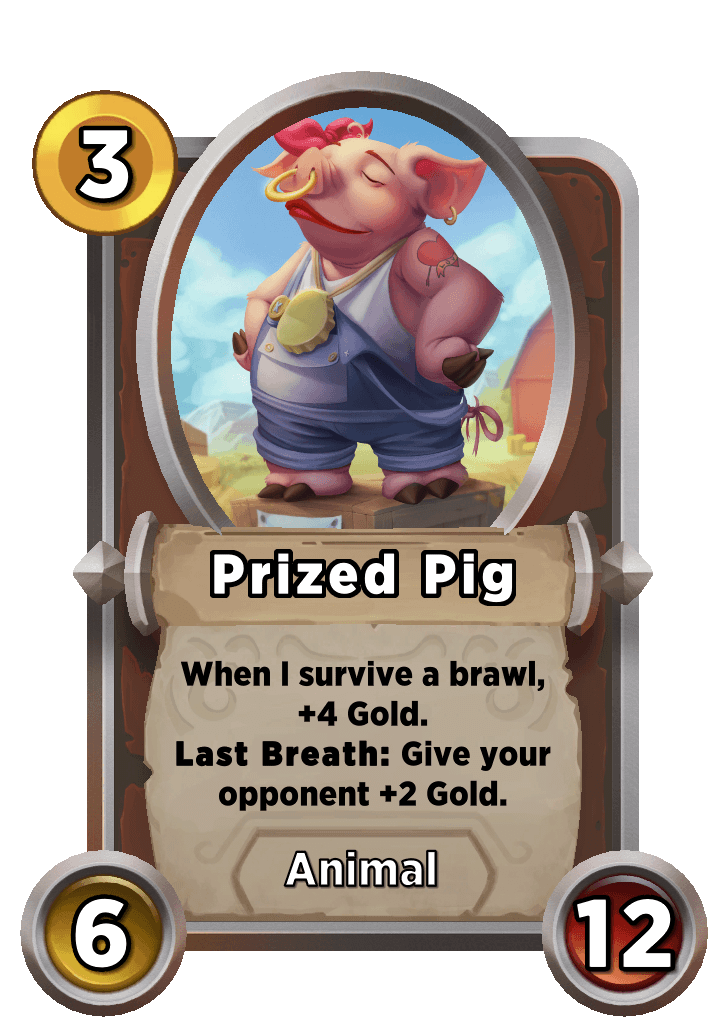 3
Prized Pig
When I survive a brawl,
+4 Gold.
Last Breath: Give your
opponent +2 Gold.
Animal
6
12